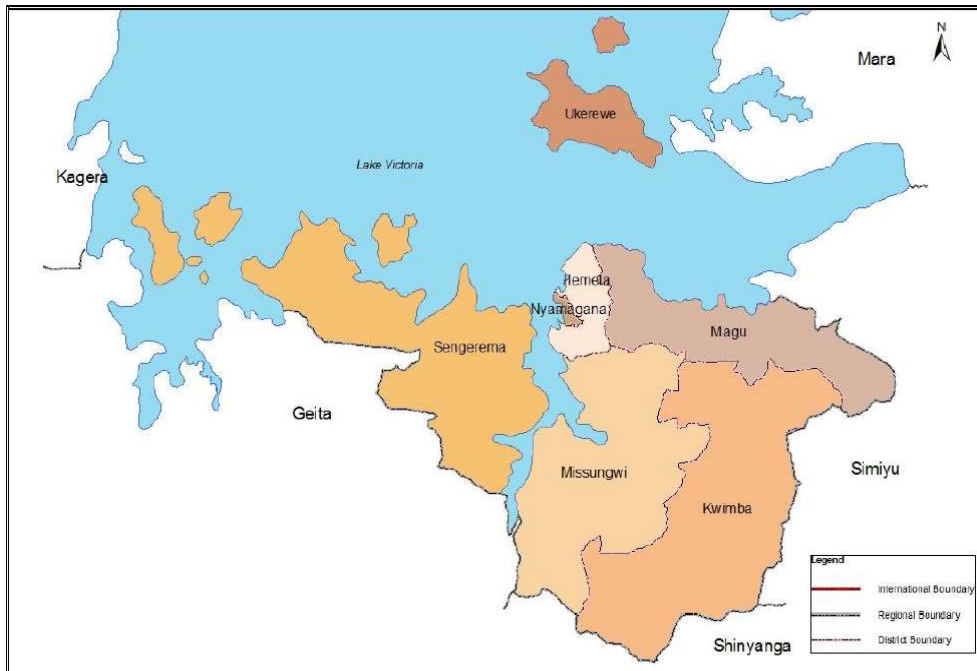 N
Mara
Ukerewe
Lake Victoria
Kagera
Ilemela
Nyamagana
Magu
Sengerema
Geita
Simiyu
Missungwi
Kwimba
Legend
International Boundary
Regional Boundary
District Boundary
Shinyanga